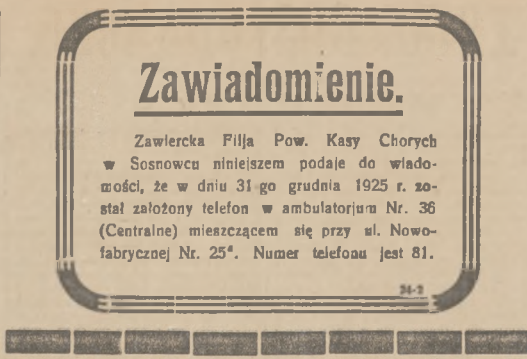 Zawiadomienie.
Zawiercka Filja Pow. Kasy Chorych
w Sosnowcu niniejszem podaje do wiado-
mości, że w dniu 31 go grudnia 1925 r. zo-
stał założony telefon w ambulatorjum Nr. 36
(Centralne) mieszczącem się przy ul. Nowo-
fabrycznej Nr. 25ª. Numer telefonu jest 81.
34-2